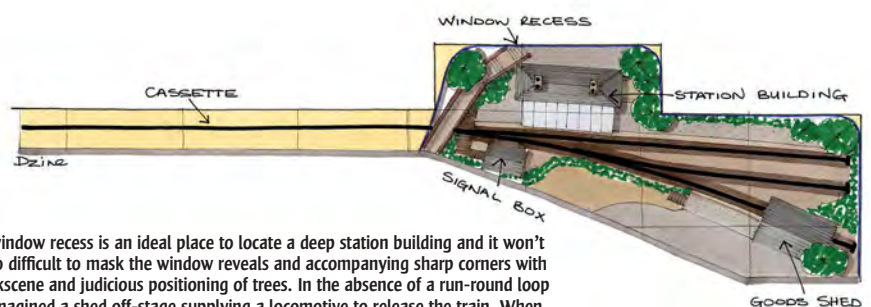 WINDOW RECESS
CASSETTE
STATION BUILDING
Dzine
SIGNAL BOX
GOODS SHED
window recess is an ideal place to locate a deep station building and it won't
difficult to mask the window reveals and accompanying sharp corners with
and judicious positioning of trees. In the absence of a run-round loop
a shed off-stage supplying a locomotive to release the train. When